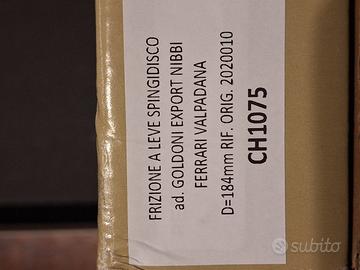 FRIZIONE A LEVE SPINGIDISCO
ad. GOLDONI EXPORT NIBBI
FERRARI VALPADANA
D=184mm RIF. ORIG. 2020010
CH1075
subito